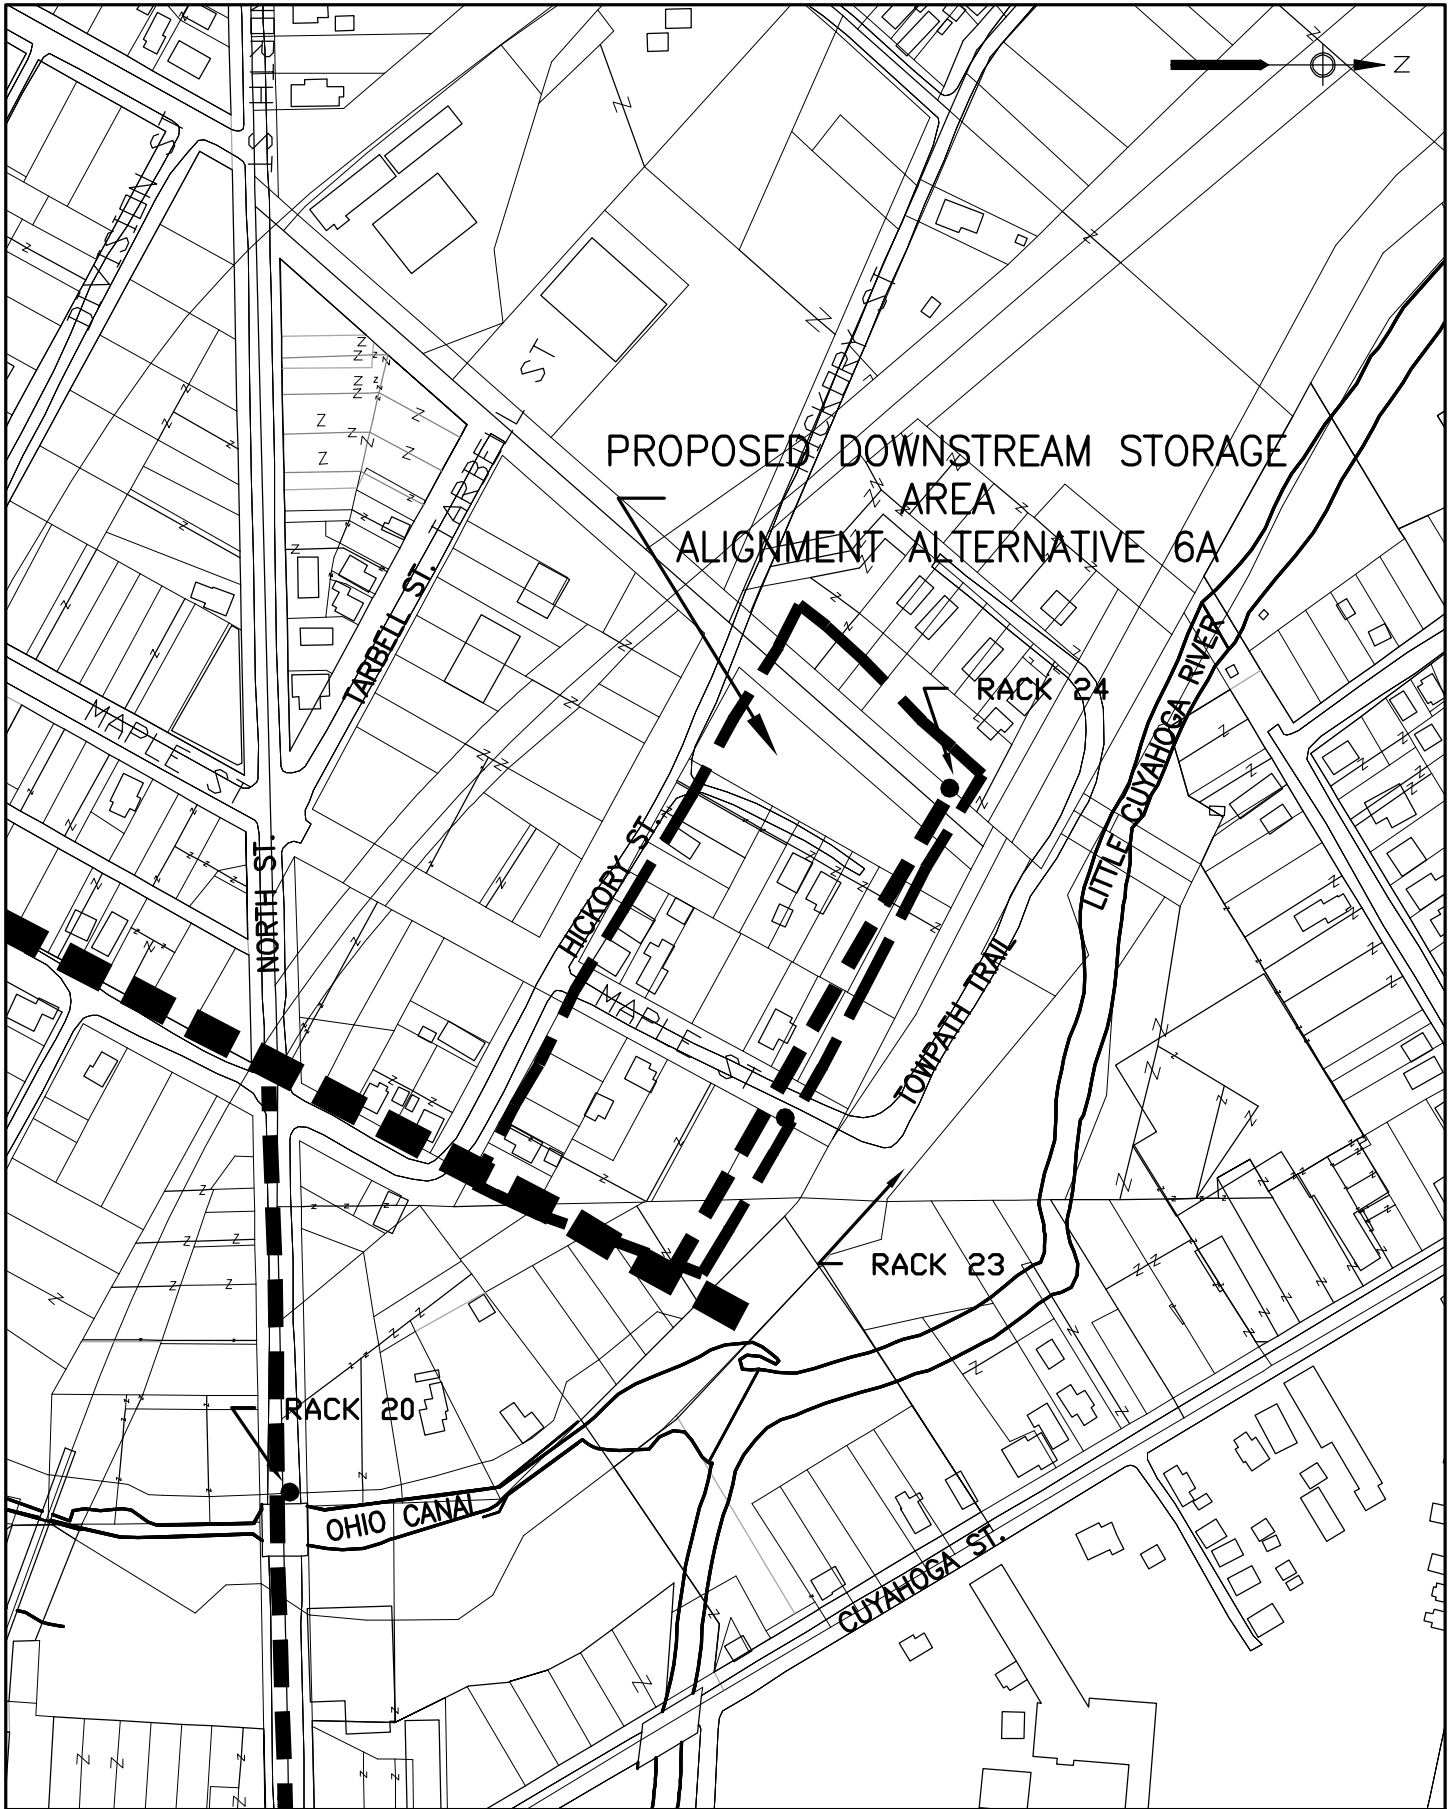 Z
DIVISION ST
TARBELL ST
HICKORY ST
PROPOSED DOWNSTREAM STORAGE
AREA
ALIGNMENT ALTERNATIVE 6A
TARBELL ST.
RACK 24
LITTLE CUYAHOGA RIVER
MAPLE ST
NORTH ST.
HICKORY ST.
TOWPATH TRAIL
MAPLE ST
RACK 23
RACK 20
OHIO CANAL
CUYAHOGA ST.